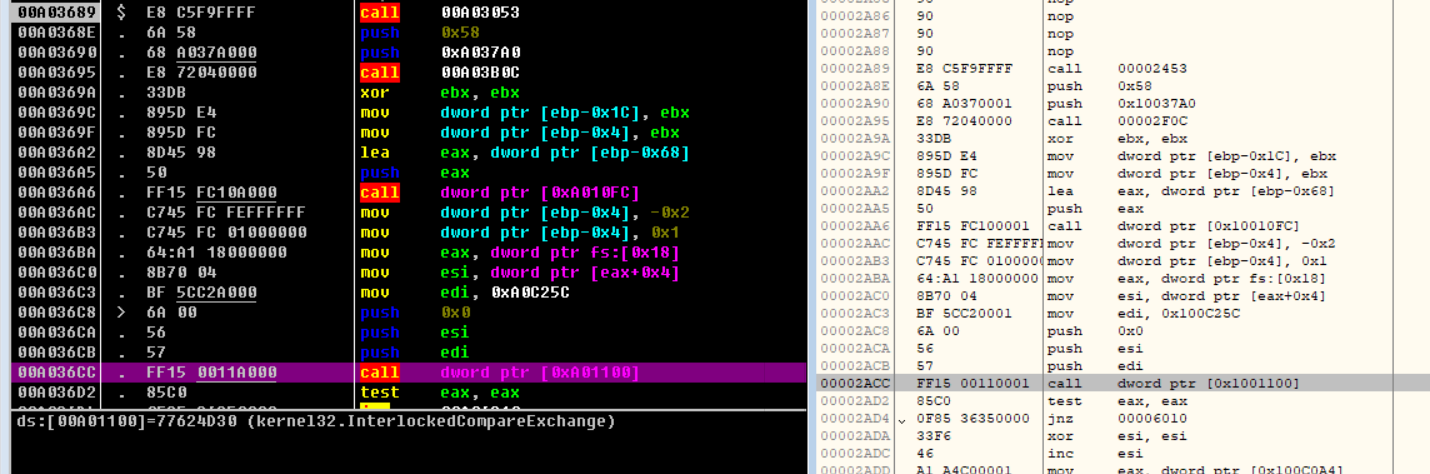 00A03689 $ E8 C5F9FFFF call 00A03053
00A0368E . 6A 58 push 0x58
00A03690 . 68 A037A000 push 0xA037A0
00A03695 . E8 72040000 call 00A03B0C
00A0369A . 33DB xor ebx, ebx
00A0369C . 895D E4 mov dword ptr [ebp-0x1C], ebx
00A0369F . 895D FC mov dword ptr [ebp-0x4], ebx
00A036A2 . 8D45 98 lea eax, dword ptr [ebp-0x68]
00A036A5 . 50 push eax
00A036A6 . FF15 FC10A000 call dword ptr [0xA010FC]
00A036AC . C745 FC FEFFFFFF mov dword ptr [ebp-0x4], -0x2
00A036B3 . C745 FC 01000000 mov dword ptr [ebp-0x4], 0x1
00A036BA . 64:A1 18000000 mov eax, dword ptr fs:[0x18]
00A036C0 . 8B70 04 mov esi, dword ptr [eax+0x4]
00A036C3 . BF 5CC2A000 mov edi, 0xA0C25C
00A036C8 > 6A 00 push 0x0
00A036CA . 56 push esi
00A036CB . 57 push edi
00A036CC . FF15 0011A000 call dword ptr [0xA01100]
00A036D2 . 85C0 test eax, eax
ds:[00A01100]=77624D30 (kernel32.InterlockedCompareExchange)
00002A86 90 nop
00002A87 90 nop
00002A88 90 nop
00002A89 E8 C5F9FFFF call 00002453
00002A8E 6A 58 push 0x58
00002A90 68 A0370001 push 0x10037A0
00002A95 E8 72040000 call 00002F0C
00002A9A 33DB xor ebx, ebx
00002A9C 895D E4 mov dword ptr [ebp-0x1C], ebx
00002A9F 895D FC mov dword ptr [ebp-0x4], ebx
00002AA2 8D45 98 lea eax, dword ptr [ebp-0x68]
00002AA5 50 push eax
00002AA6 FF15 FC100001 call dword ptr [0x10010FC]
00002AAC C745 FC FEFFFF mov dword ptr [ebp-0x4], -0x2
00002AB3 C745 FC 010000 mov dword ptr [ebp-0x4], 0x1
00002ABA 64:A1 18000000 mov eax, dword ptr fs:[0x18]
00002AC0 8B70 04 mov esi, dword ptr [eax+0x4]
00002AC3 BF 5CC20001 mov edi, 0x100C25C
00002AC8 6A 00 push 0x0
00002ACA 56 push esi
00002ACB 57 push edi
00002ACC FF15 00110001 call dword ptr [0x1001100]
00002AD2 85C0 test eax, eax
00002AD4 0F85 36350000 jnz 00006010
00002ADA 33F6 xor esi, esi
00002ADC 46 inc esi
00002ADD A1 A4C00001 mov eax, dword ptr [0x100C0A4]